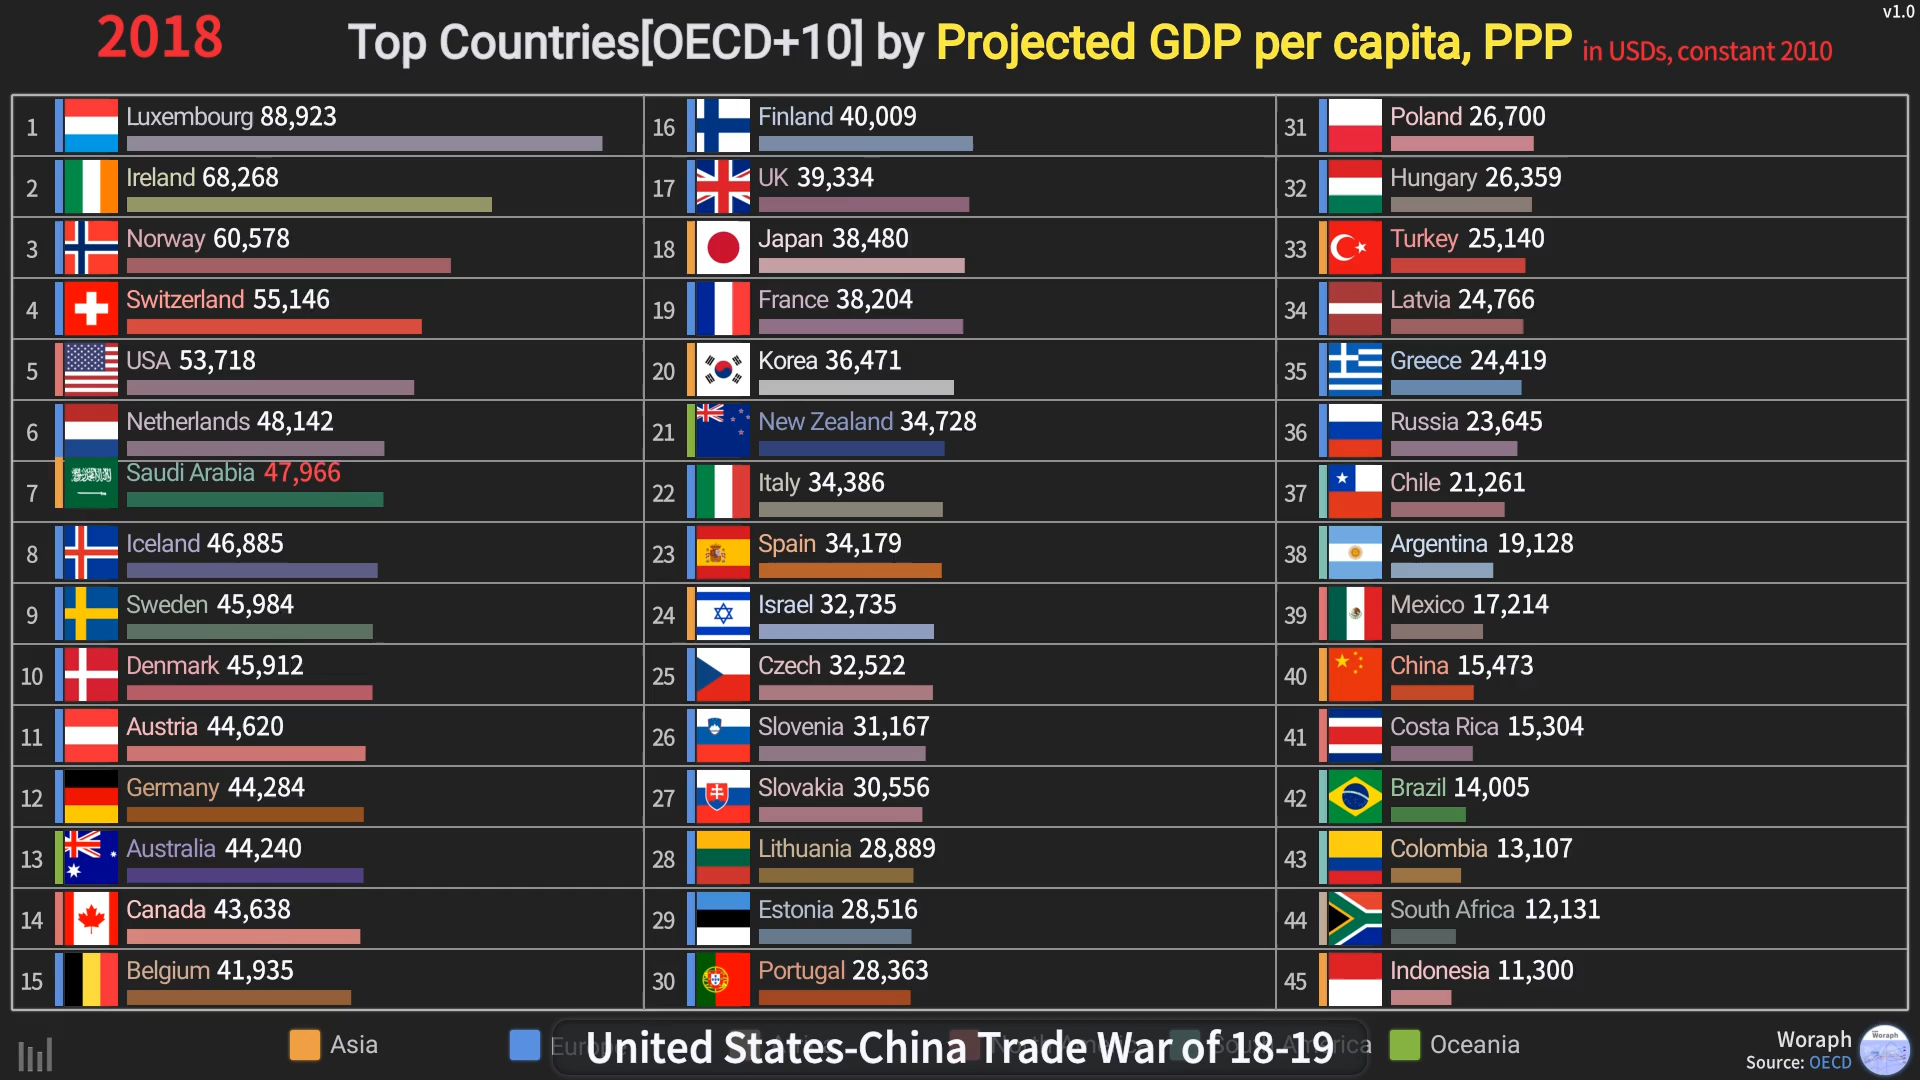 2018
Top Countries[OECD+10] by Projected GDP per capita, PPP in USDs, constant 2010
v1.0
1 Luxembourg 88,923
2 Ireland 68,268
3 Norway 60,578
4 Switzerland 55,146
5 USA 53,718
6 Netherlands 48,142
7 Saudi Arabia 47,966
8 Iceland 46,885
9 Sweden 45,984
10 Denmark 45,912
11 Austria 44,620
12 Germany 44,284
13 Australia 44,240
14 Canada 43,638
15 Belgium 41,935
16 Finland 40,009
17 UK 39,334
18 Japan 38,480
19 France 38,204
20 Korea 36,471
21 New Zealand 34,728
22 Italy 34,386
23 Spain 34,179
24 Israel 32,735
25 Czech 32,522
26 Slovenia 31,167
27 Slovakia 30,556
28 Lithuania 28,889
29 Estonia 28,516
30 Portugal 28,363
31 Poland 26,700
32 Hungary 26,359
33 Turkey 25,140
34 Latvia 24,766
35 Greece 24,419
36 Russia 23,645
37 Chile 21,261
38 Argentina 19,128
39 Mexico 17,214
40 China 15,473
41 Costa Rica 15,304
42 Brazil 14,005
43 Colombia 13,107
44 South Africa 12,131
45 Indonesia 11,300
Asia
United States-China Trade War of 18-19
Oceania
Woraph
Source: OECD
Woraph